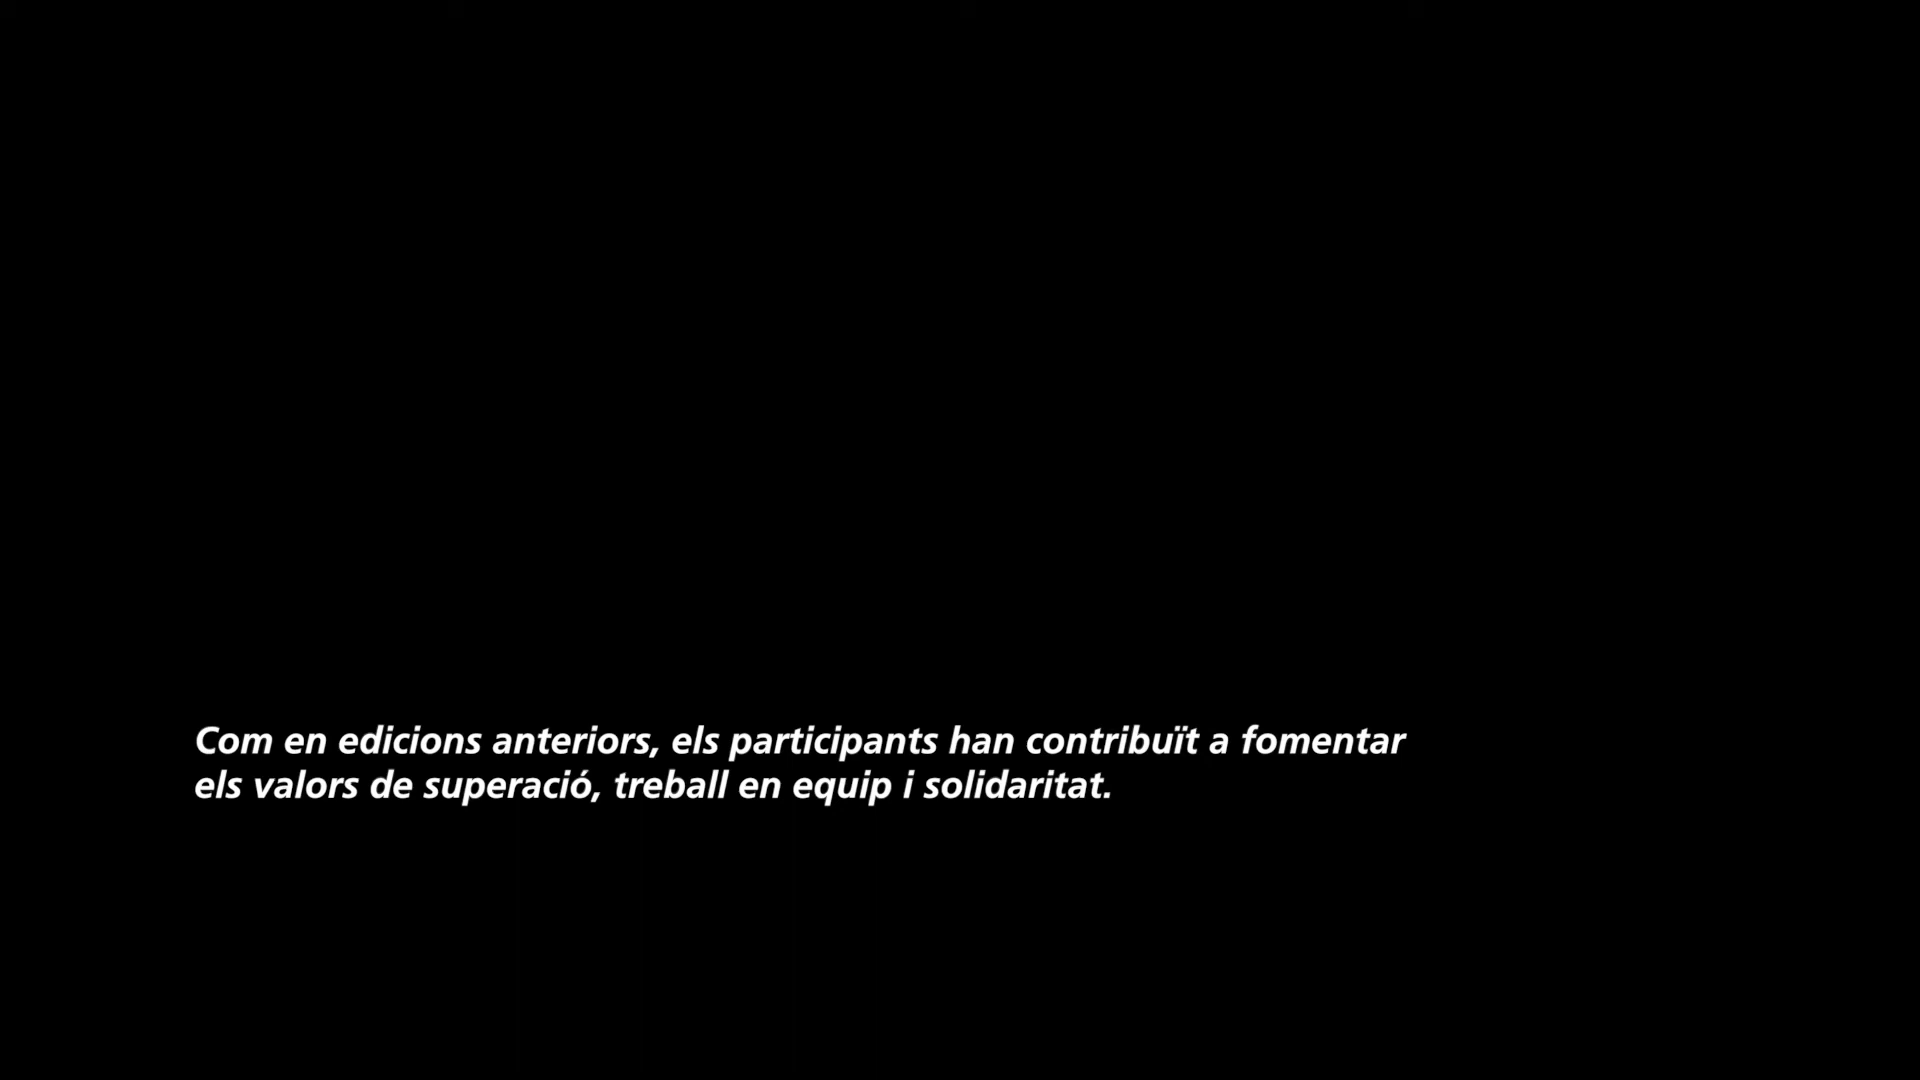 Com en edicions anteriors, els participants han contribuït a fomentar
els valors de superació, treball en equip i solidaritat.